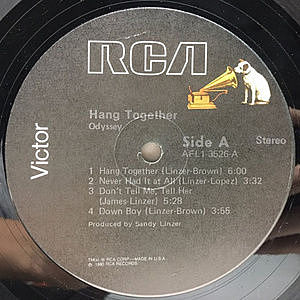 RCA
Victor
Hang Together
Odyssey
Side A
Stereo
AFL1-3526-A
1 Hang Together (Linzer-Brown) 6:00
2 Never Had It at All (Linzer-Lopez) 3:32
3 Don't Tell Me, Tell Her
(James-Linzer) 5:28
4 Down Boy (Linzer-Brown) 3:55
Produced by Sandy Linzer
TMK(s) ® RCA CORP—MADE IN U.S.A.
℗ 1980 RCA RECORDS